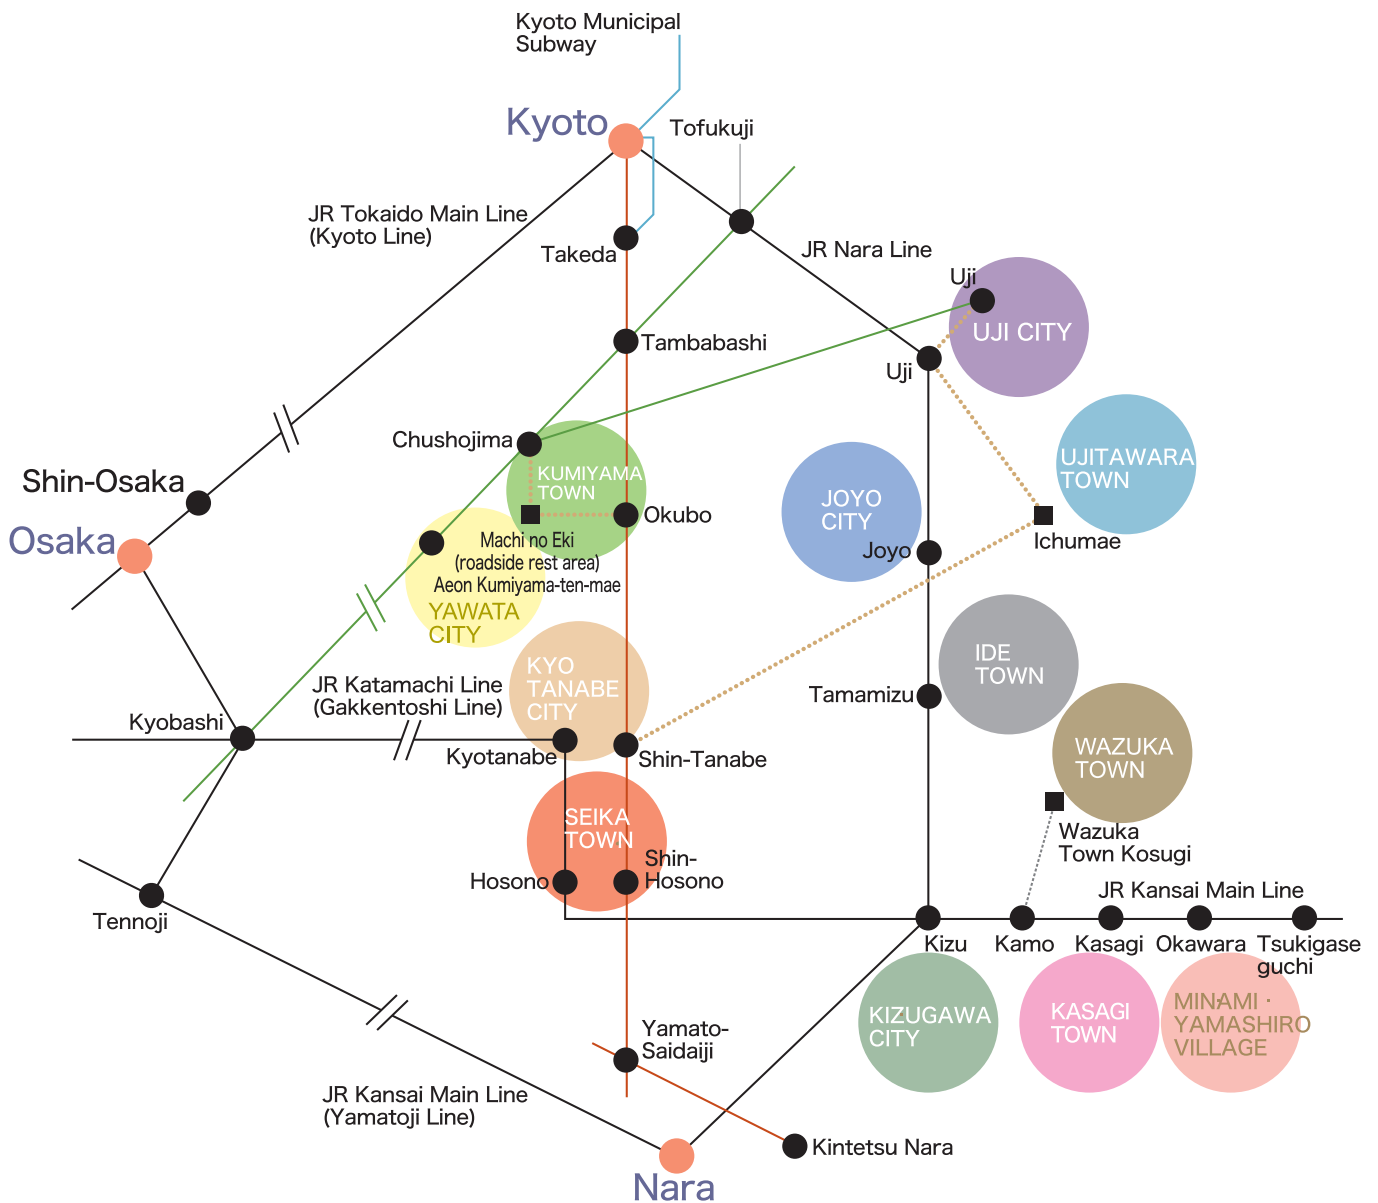 Kyoto Municipal
Subway
Kyoto
Tofukuji
JR Tokaido Main Line
(Kyoto Line)
Takeda
JR Nara Line
Uji
UJI CITY
Tambabashi
Uji
Chushojima
KUMIYAMA
TOWN
UJITAWARA
TOWN
Shin-Osaka
JOYO
CITY
Okubo
Osaka
Machi no Eki
(roadside rest area)
Aeon Kumiyama-ten-mae
Ichumae
Joyo
YAWATA
CITY
KYO
TANABE
CITY
IDE
TOWN
JR Katamachi Line
(Gakkentoshi Line)
Tamamizu
Kyobashi
Kyotanabe
Shin-Tanabe
WAZUKA
TOWN
SEIKA
TOWN
Wazuka
Town Kosugi
Hosono
Shin-
Hosono
JR Kansai Main Line
Tennoji
Kizu
Kamo
Kasagi
Okawara
Tsukigase
guchi
KIZUGAWA
CITY
KASAGI
TOWN
MINAMI ·
YAMASHIRO
VILLAGE
Yamato-
Saidaiji
JR Kansai Main Line
(Yamatoji Line)
Kintetsu Nara
Nara